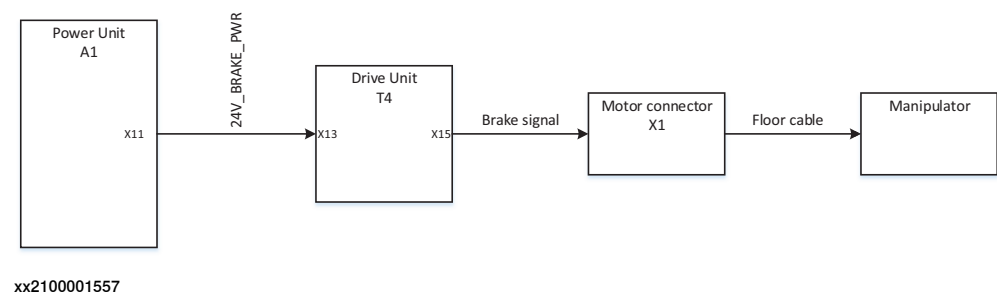 Power Unit
A1
24V_BRAKE_PWR
Drive Unit
T4
Motor connector
X1
Manipulator
X11
X13
X15
Brake signal
Floor cable
xx2100001557